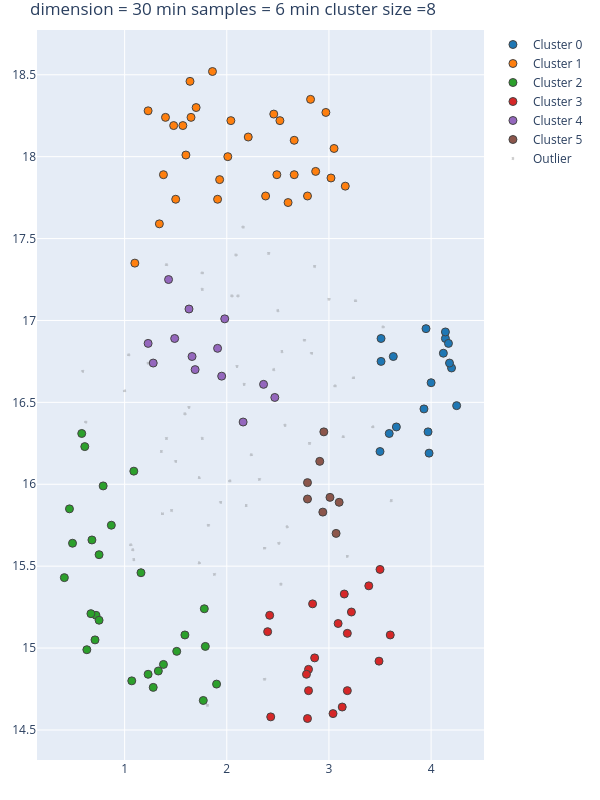 dimension = 30 min samples = 6 min cluster size =8
Cluster 0
Cluster 1
Cluster 2
Cluster 3
Cluster 4
Cluster 5
Outlier
18.5
18
17.5
17
16.5
16
15.5
15
14.5
1 2 3 4